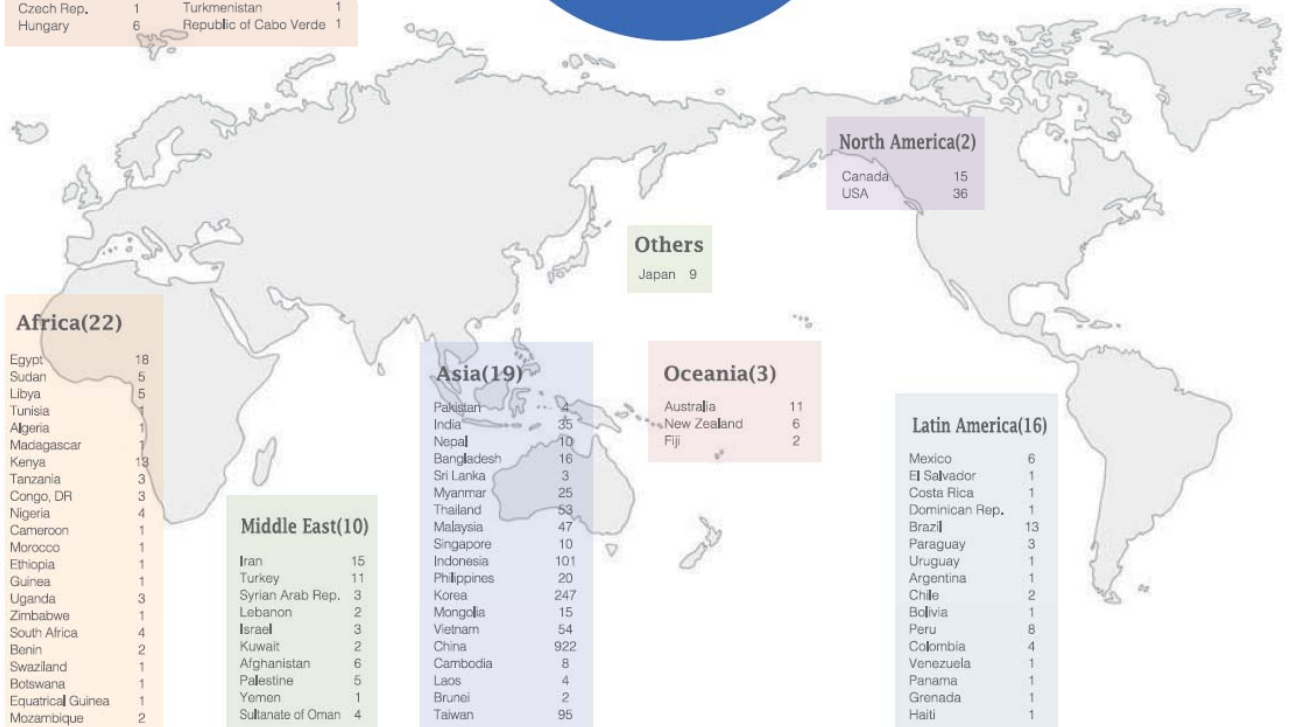 Czech Rep. 1 Turkmenistan 1
Hungary 6 Republic of Cabo Verde 1
North America(2)
Canada 15
USA 36
Others
Japan 9
Africa(22)
Egypt 18
Sudan 5
Libya 5
Tunisia 1
Algeria 1
Madagascar 1
Kenya 13
Tanzania 3
Congo, DR 3
Nigeria 4
Cameroon 1
Morocco 1
Ethiopia 1
Guinea 1
Uganda 3
Zimbabwe 1
South Africa 4
Benin 2
Swaziland 1
Botswana 1
Equatrical Guinea 1
Mozambique 2
Middle East(10)
Iran 15
Turkey 11
Syrian Arab Rep. 3
Lebanon 2
Israel 3
Kuwait 2
Afghanistan 6
Palestine 5
Yemen 1
Sultanate of Oman 4
Asia(19)
Pakistan 4
India 35
Nepal 10
Bangladesh 16
Sri Lanka 3
Myanmar 25
Thailand 53
Malaysia 47
Singapore 10
Indonesia 101
Philippines 20
Korea 247
Mongolia 15
Vietnam 54
China 922
Cambodia 8
Laos 4
Brunei 2
Taiwan 95
Oceania(3)
Australia 11
New Zealand 6
Fiji 2
Latin America(16)
Mexico 6
El Salvador 1
Costa Rica 1
Dominican Rep. 1
Brazil 13
Paraguay 3
Uruguay 1
Argentina 1
Chile 2
Bolivia 1
Peru 8
Colombia 4
Venezuela 1
Panama 1
Grenada 1
Haiti 1